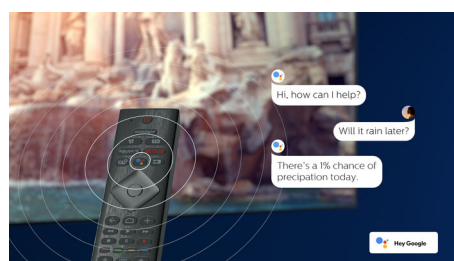 Hi, how can I help?
Will it rain later?
There's a 1% chance of
precipation today.
Hey Google